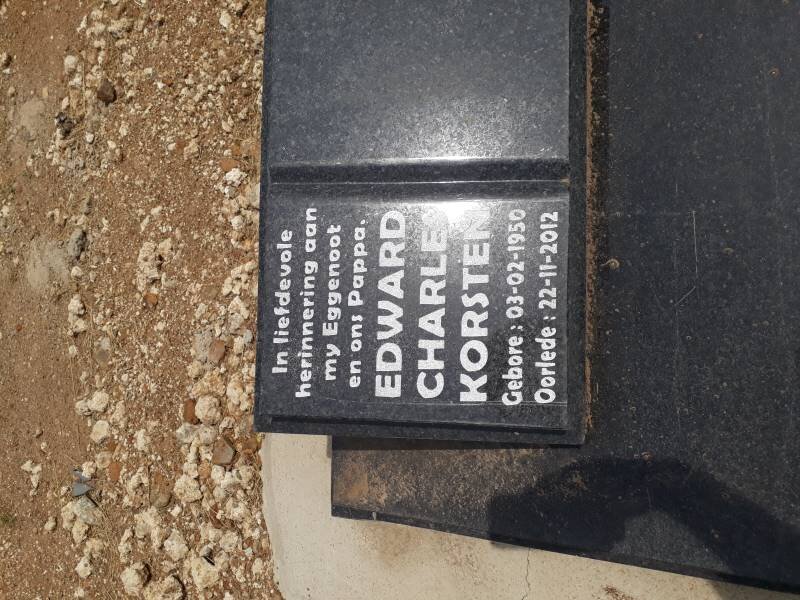 In liefdevole
herinnering aan
my Eggenoot
en ons Pappa.
EDWARD
CHARLES
KORSTEN
Gebore : 03-02-1950
Oorlede : 22-11-2012